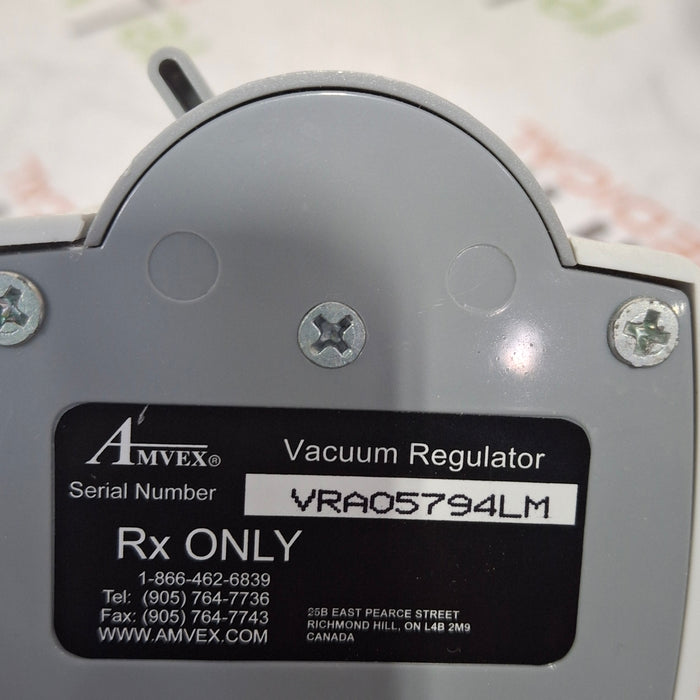 AMVEX®
Vacuum Regulator
Serial Number VRA05794LM
Rx ONLY
1-866-462-6839
Tel: (905) 764-7736
Fax: (905) 764-7743
WWW.AMVEX.COM
25B EAST PEARCE STREET
RICHMOND HILL, ON L4B 2M9
CANADA